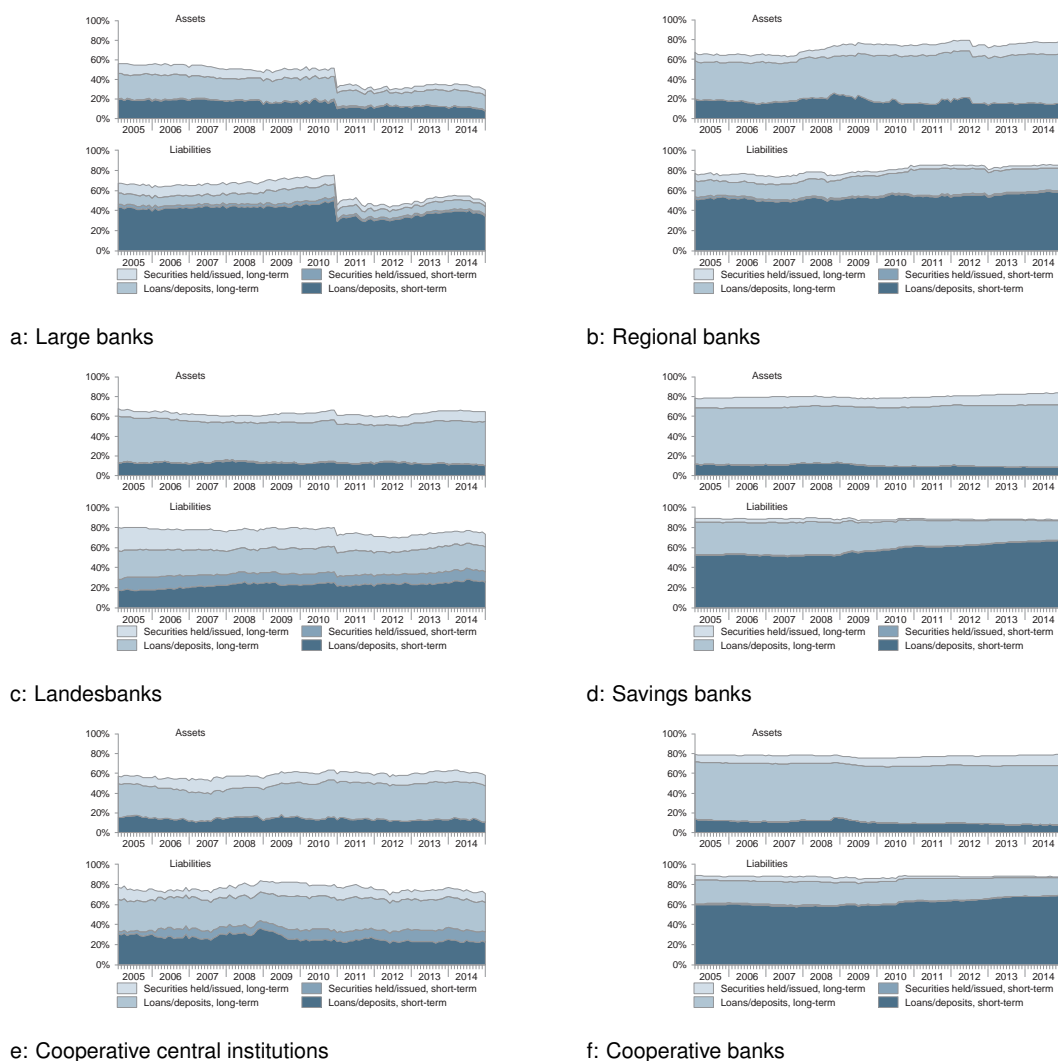 Assets
100%
80%
60%
40%
20%
0%
2005 2006 2007 2008 2009 2010 2011 2012 2013 2014
Liabilities
100%
80%
60%
40%
20%
0%
2005 2006 2007 2008 2009 2010 2011 2012 2013 2014
Securities held/issued, long-term Securities held/issued, short-term
Loans/deposits, long-term Loans/deposits, short-term
a: Large banks
Assets
100%
80%
60%
40%
20%
0%
2005 2006 2007 2008 2009 2010 2011 2012 2013 2014
Liabilities
100%
80%
60%
40%
20%
0%
2005 2006 2007 2008 2009 2010 2011 2012 2013 2014
Securities held/issued, long-term Securities held/issued, short-term
Loans/deposits, long-term Loans/deposits, short-term
b: Regional banks
Assets
100%
80%
60%
40%
20%
0%
2005 2006 2007 2008 2009 2010 2011 2012 2013 2014
Liabilities
100%
80%
60%
40%
20%
0%
2005 2006 2007 2008 2009 2010 2011 2012 2013 2014
Securities held/issued, long-term Securities held/issued, short-term
Loans/deposits, long-term Loans/deposits, short-term
c: Landesbanks
Assets
100%
80%
60%
40%
20%
0%
2005 2006 2007 2008 2009 2010 2011 2012 2013 2014
Liabilities
100%
80%
60%
40%
20%
0%
2005 2006 2007 2008 2009 2010 2011 2012 2013 2014
Securities held/issued, long-term Securities held/issued, short-term
Loans/deposits, long-term Loans/deposits, short-term
d: Savings banks
Assets
100%
80%
60%
40%
20%
0%
2005 2006 2007 2008 2009 2010 2011 2012 2013 2014
Liabilities
100%
80%
60%
40%
20%
0%
2005 2006 2007 2008 2009 2010 2011 2012 2013 2014
Securities held/issued, long-term Securities held/issued, short-term
Loans/deposits, long-term Loans/deposits, short-term
e: Cooperative central institutions
Assets
100%
80%
60%
40%
20%
0%
2005 2006 2007 2008 2009 2010 2011 2012 2013 2014
Liabilities
100%
80%
60%
40%
20%
0%
2005 2006 2007 2008 2009 2010 2011 2012 2013 2014
Securities held/issued, long-term Securities held/issued, short-term
Loans/deposits, long-term Loans/deposits, short-term
f: Cooperative banks